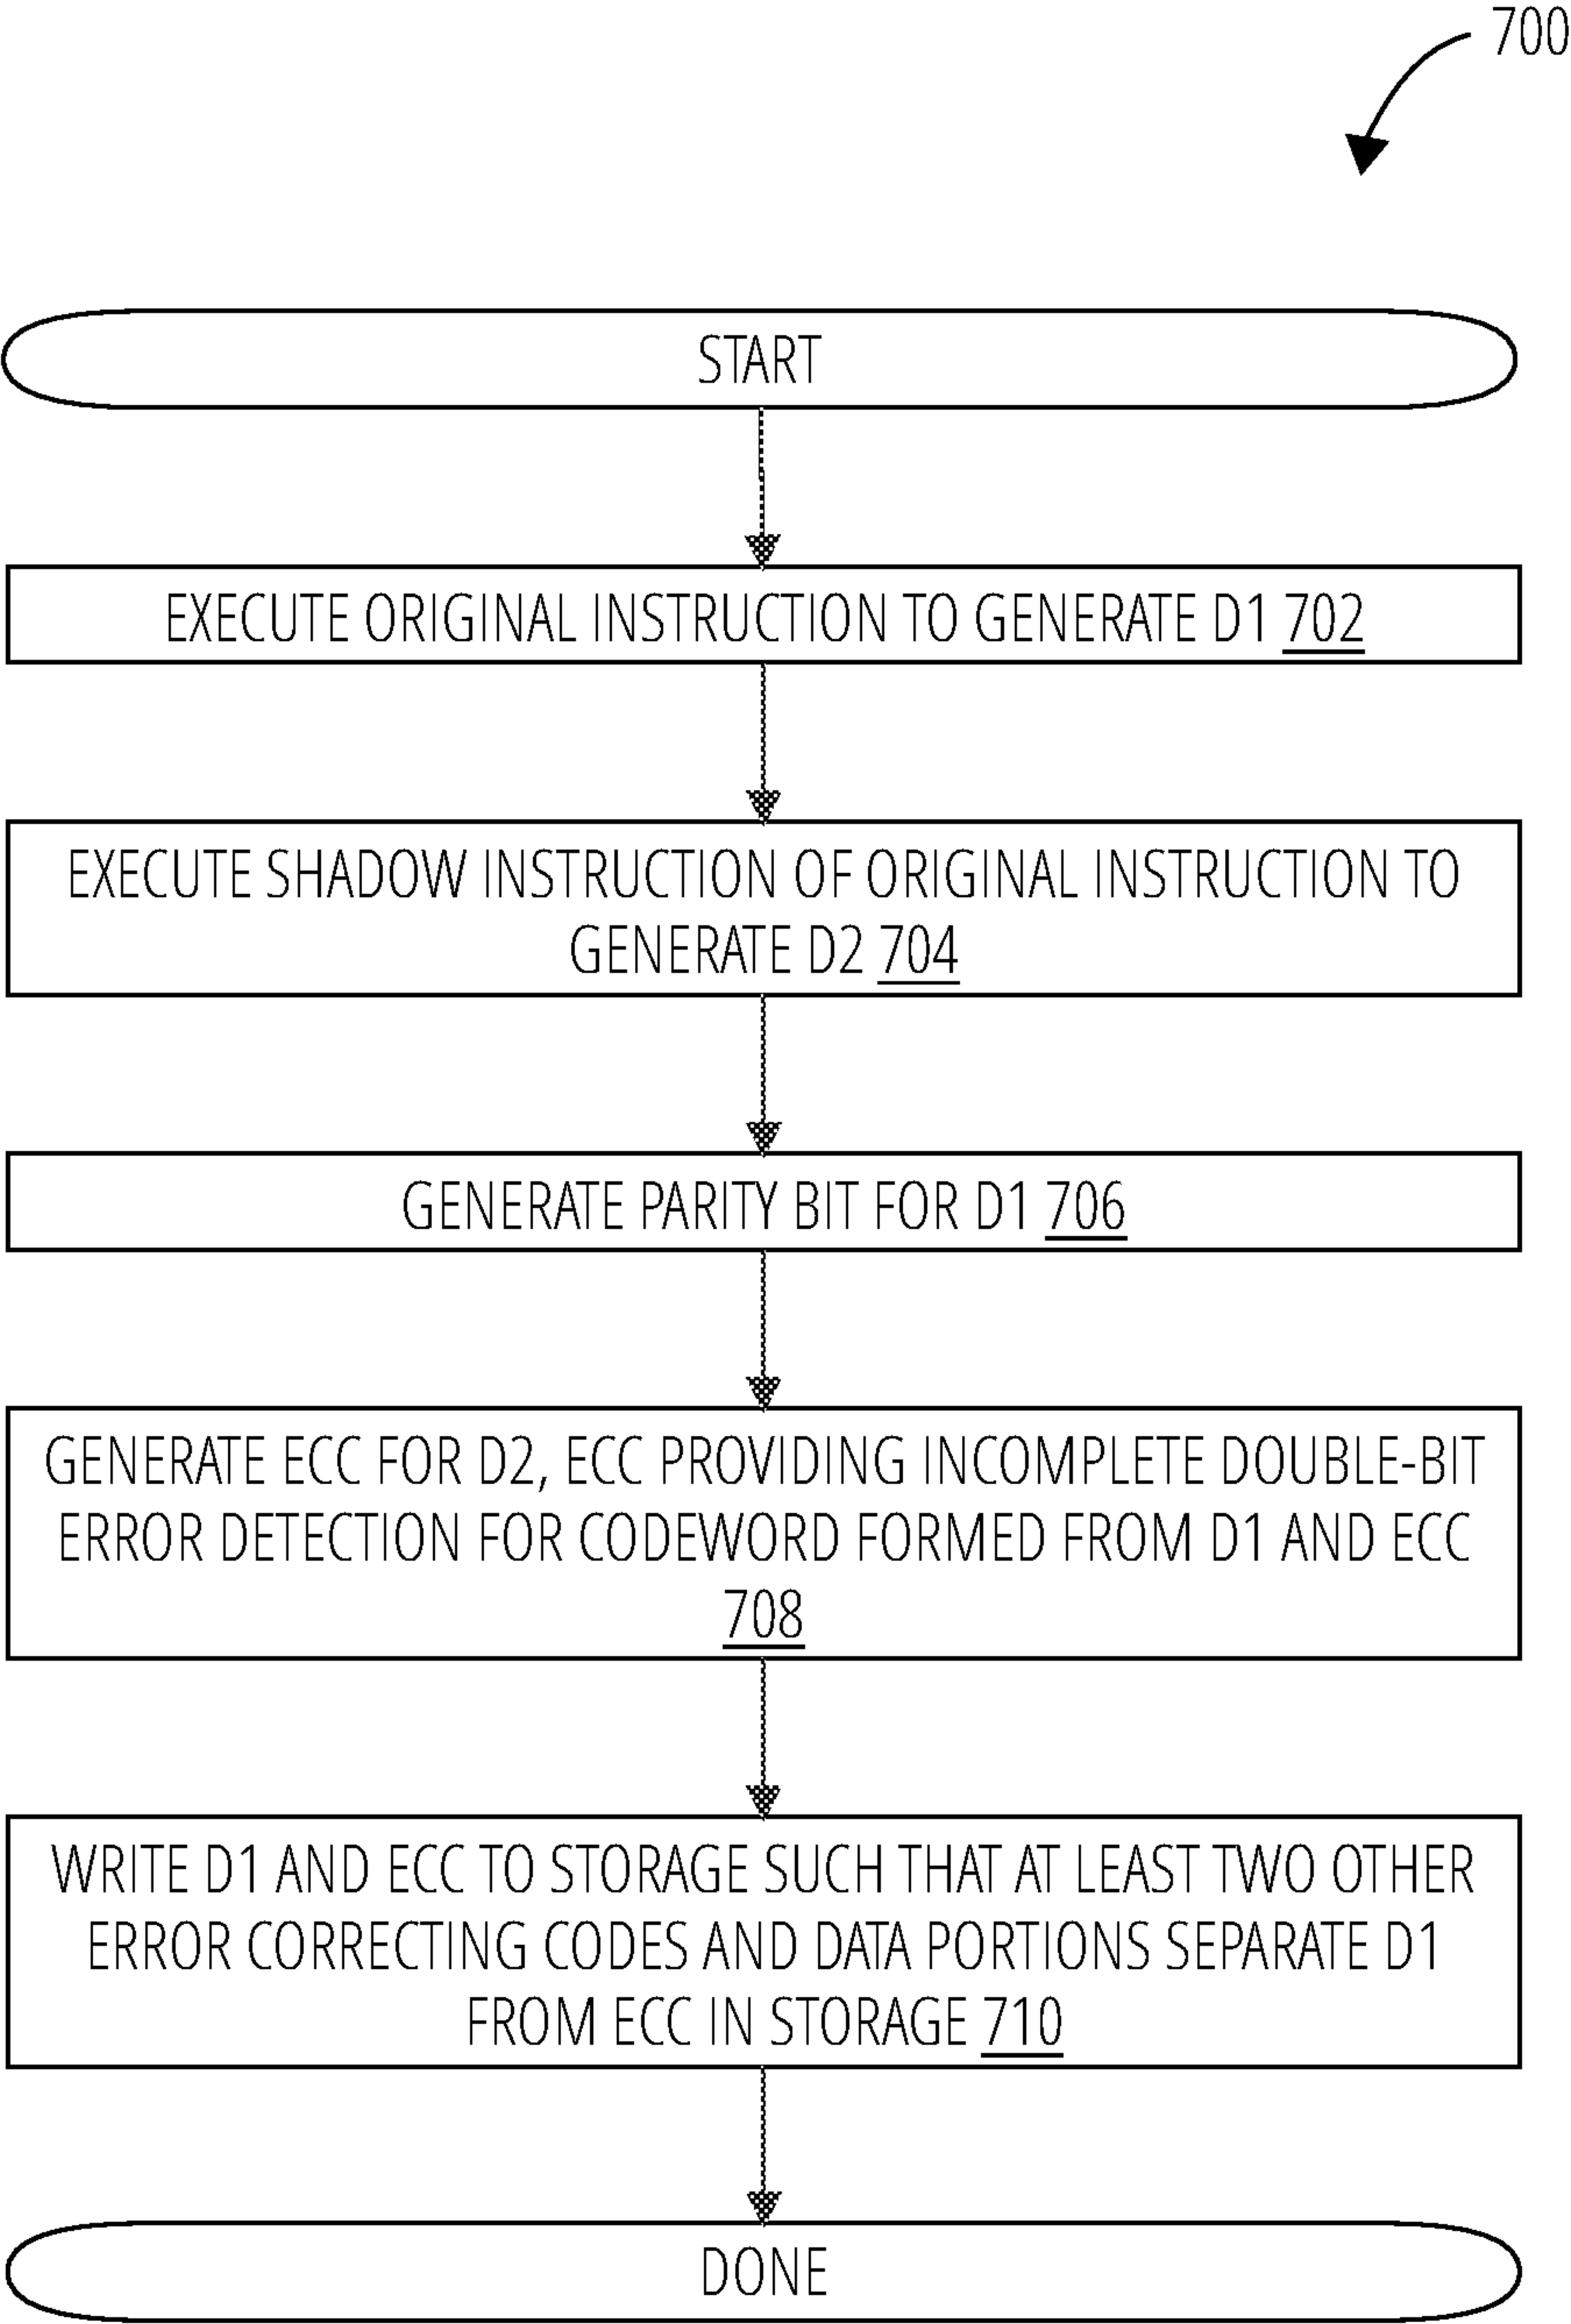 700
START
EXECUTE ORIGINAL INSTRUCTION TO GENERATE D1 702
EXECUTE SHADOW INSTRUCTION OF ORIGINAL INSTRUCTION TO
GENERATE D2 704
GENERATE PARITY BIT FOR D1 706
GENERATE ECC FOR D2, ECC PROVIDING INCOMPLETE DOUBLE-BIT
ERROR DETECTION FOR CODEWORD FORMED FROM D1 AND ECC
708
WRITE D1 AND ECC TO STORAGE SUCH THAT AT LEAST TWO OTHER
ERROR CORRECTING CODES AND DATA PORTIONS SEPARATE D1
FROM ECC IN STORAGE 710
DONE